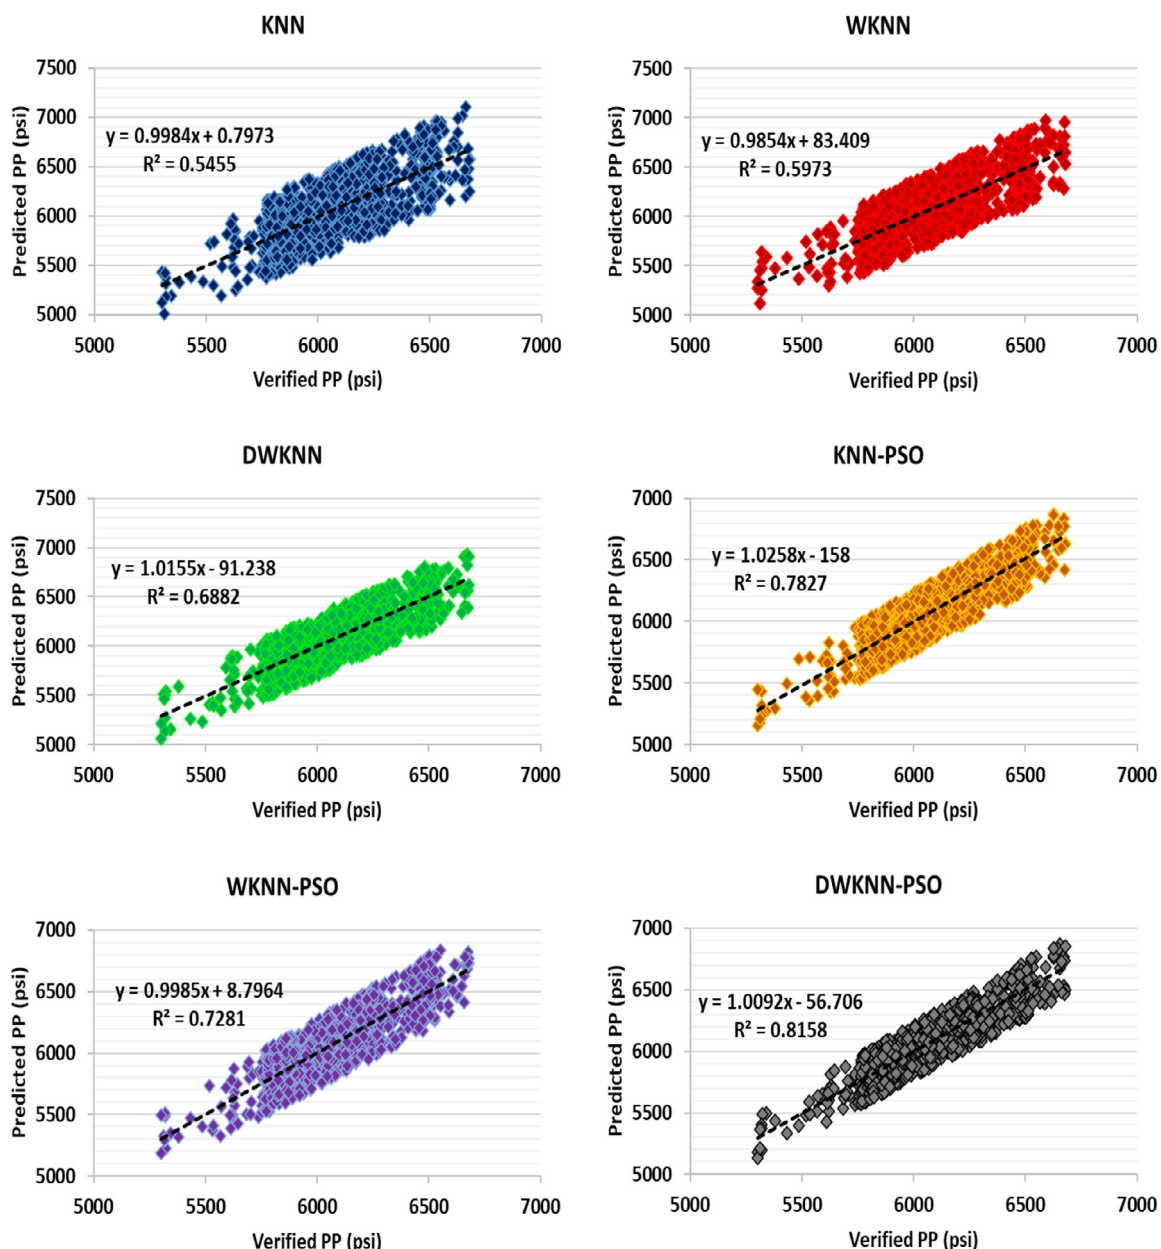 KNN
7500
7000
6500
6000
5500
5000
Predicted PP (psi)
y = 0.9984x + 0.7973
R² = 0.5455
5000 5500 6000 6500 7000
Verified PP (psi)
WKNN
7500
7000
6500
6000
5500
5000
Predicted PP (psi)
y = 0.9854x + 83.409
R² = 0.5973
5000 5500 6000 6500 7000
Verified PP (psi)
DWKNN
7500
7000
6500
6000
5500
5000
Predicted PP (psi)
y = 1.0155x - 91.238
R² = 0.6882
5000 5500 6000 6500 7000
Verified PP (psi)
KNN-PSO
7000
6500
6000
5500
5000
Predicted PP (psi)
y = 1.0258x - 158
R² = 0.7827
5000 5500 6000 6500 7000
Verified PP (psi)
WKNN-PSO
7000
6500
6000
5500
5000
Predicted PP (psi)
y = 0.9985x + 8.7964
R² = 0.7281
5000 5500 6000 6500 7000
Verified PP (psi)
DWKNN-PSO
7000
6500
6000
5500
5000
Predicted PP (psi)
y = 1.0092x - 56.706
R² = 0.8158
5000 5500 6000 6500 7000
Verified PP (psi)